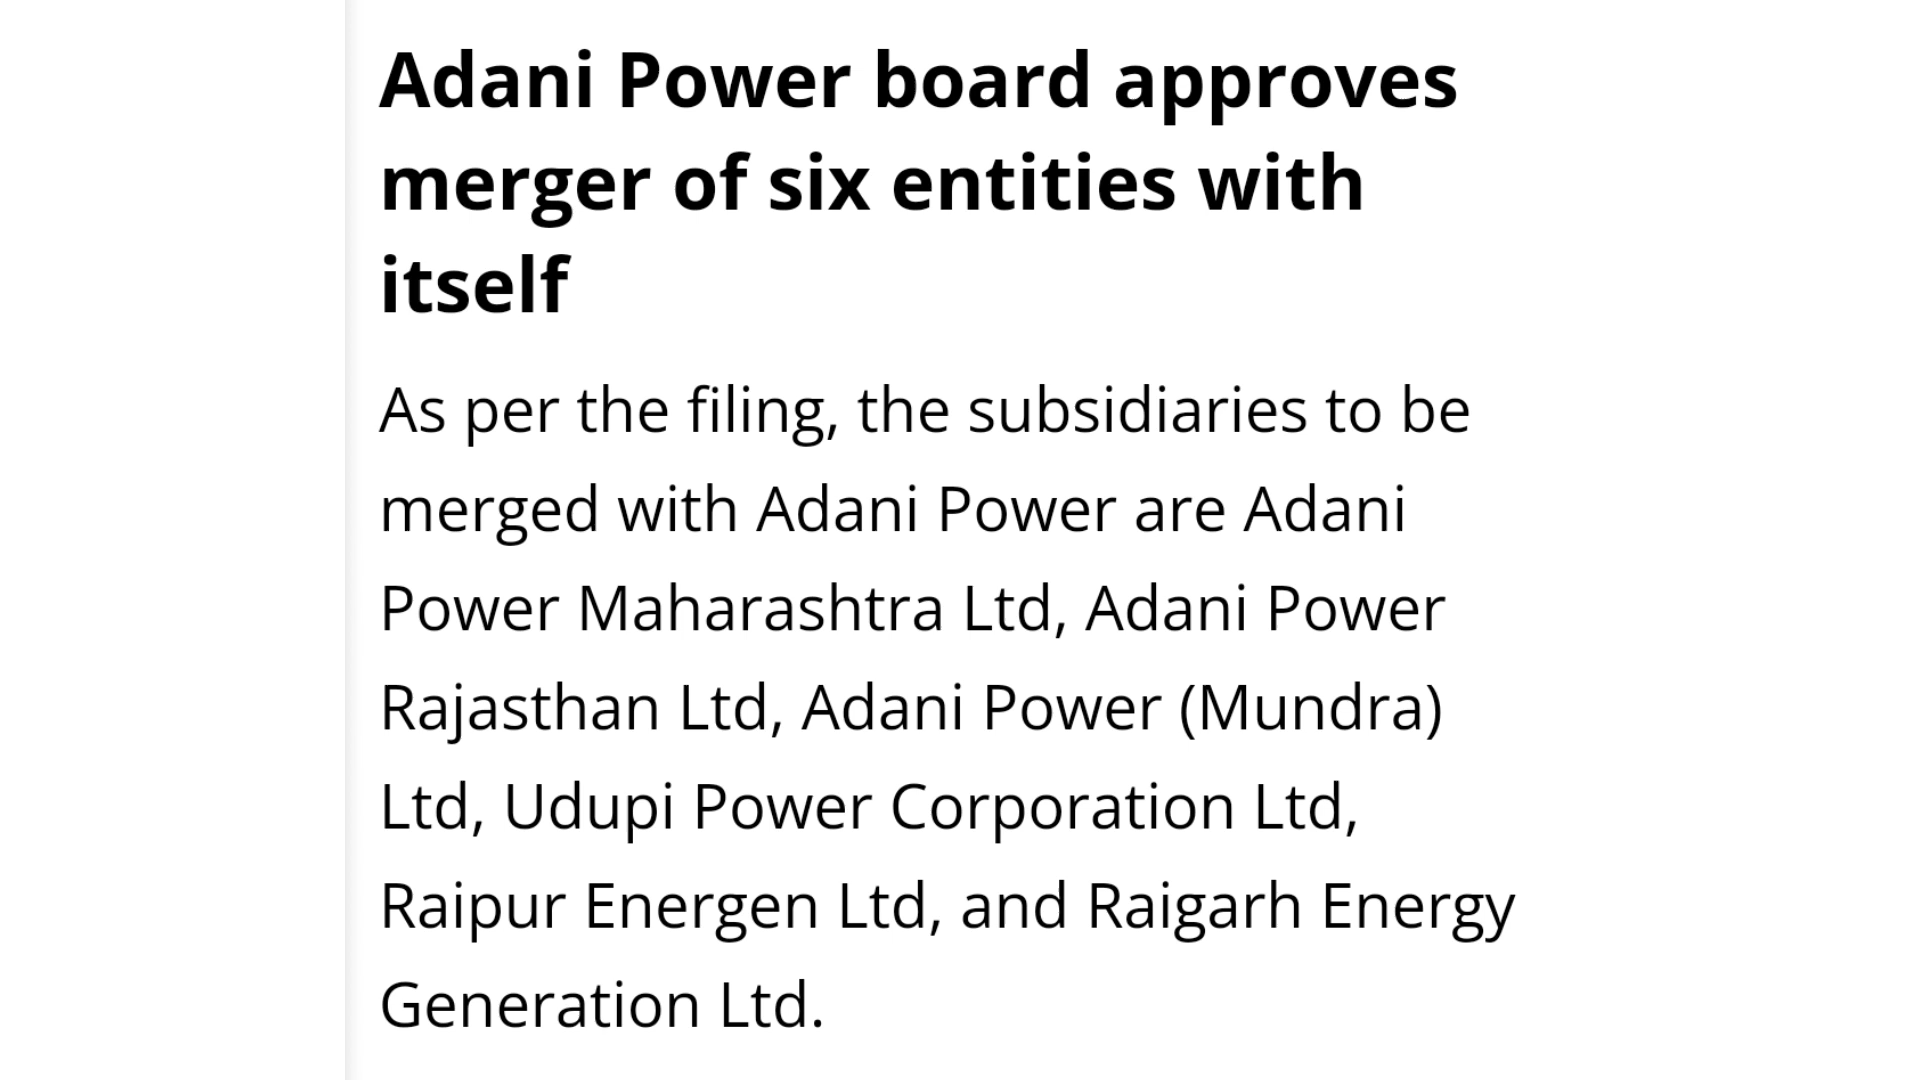 Adani Power board approves
merger of six entities with
itself
As per the filing, the subsidiaries to be
merged with Adani Power are Adani
Power Maharashtra Ltd, Adani Power
Rajasthan Ltd, Adani Power (Mundra)
Ltd, Udupi Power Corporation Ltd,
Raipur Energen Ltd, and Raigarh Energy
Generation Ltd.